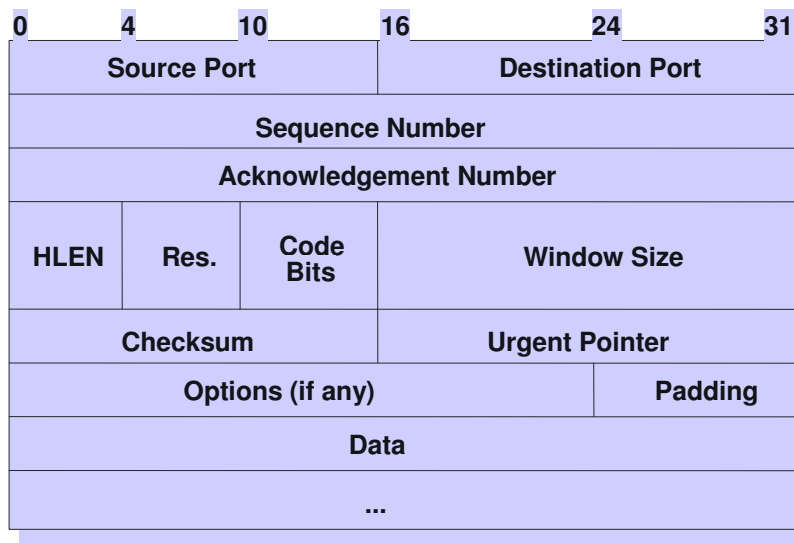 0 4 10 16 24 31
Source Port Destination Port
Sequence Number
Acknowledgement Number
HLEN Res. Code Bits Window Size
Checksum Urgent Pointer
Options (if any) Padding
Data
...